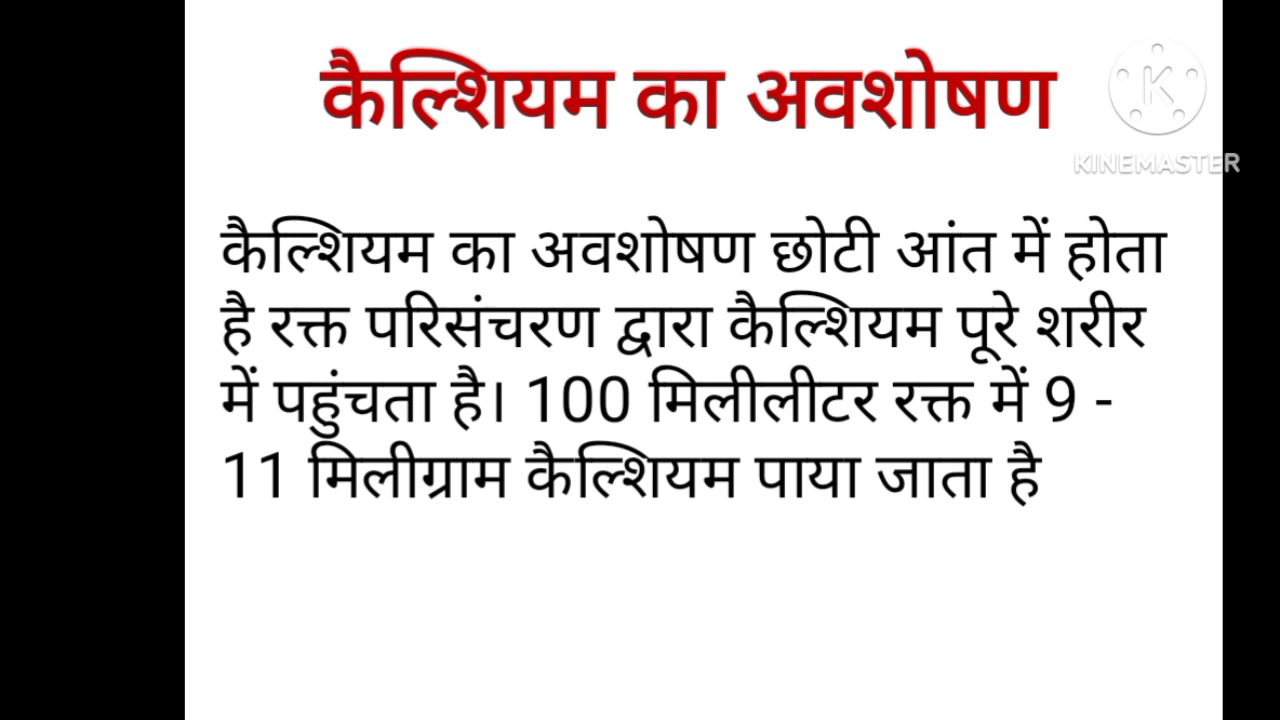 कैल्शियम का अवशोषण
KINEMASTER
कैल्शियम का अवशोषण छोटी आंत में होता
है रक्त परिसंचरण द्वारा कैल्शियम पूरे शरीर
में पहुंचता है। 100 मिलीलीटर रक्त में 9 -
11 मिलीग्राम कैल्शियम पाया जाता है